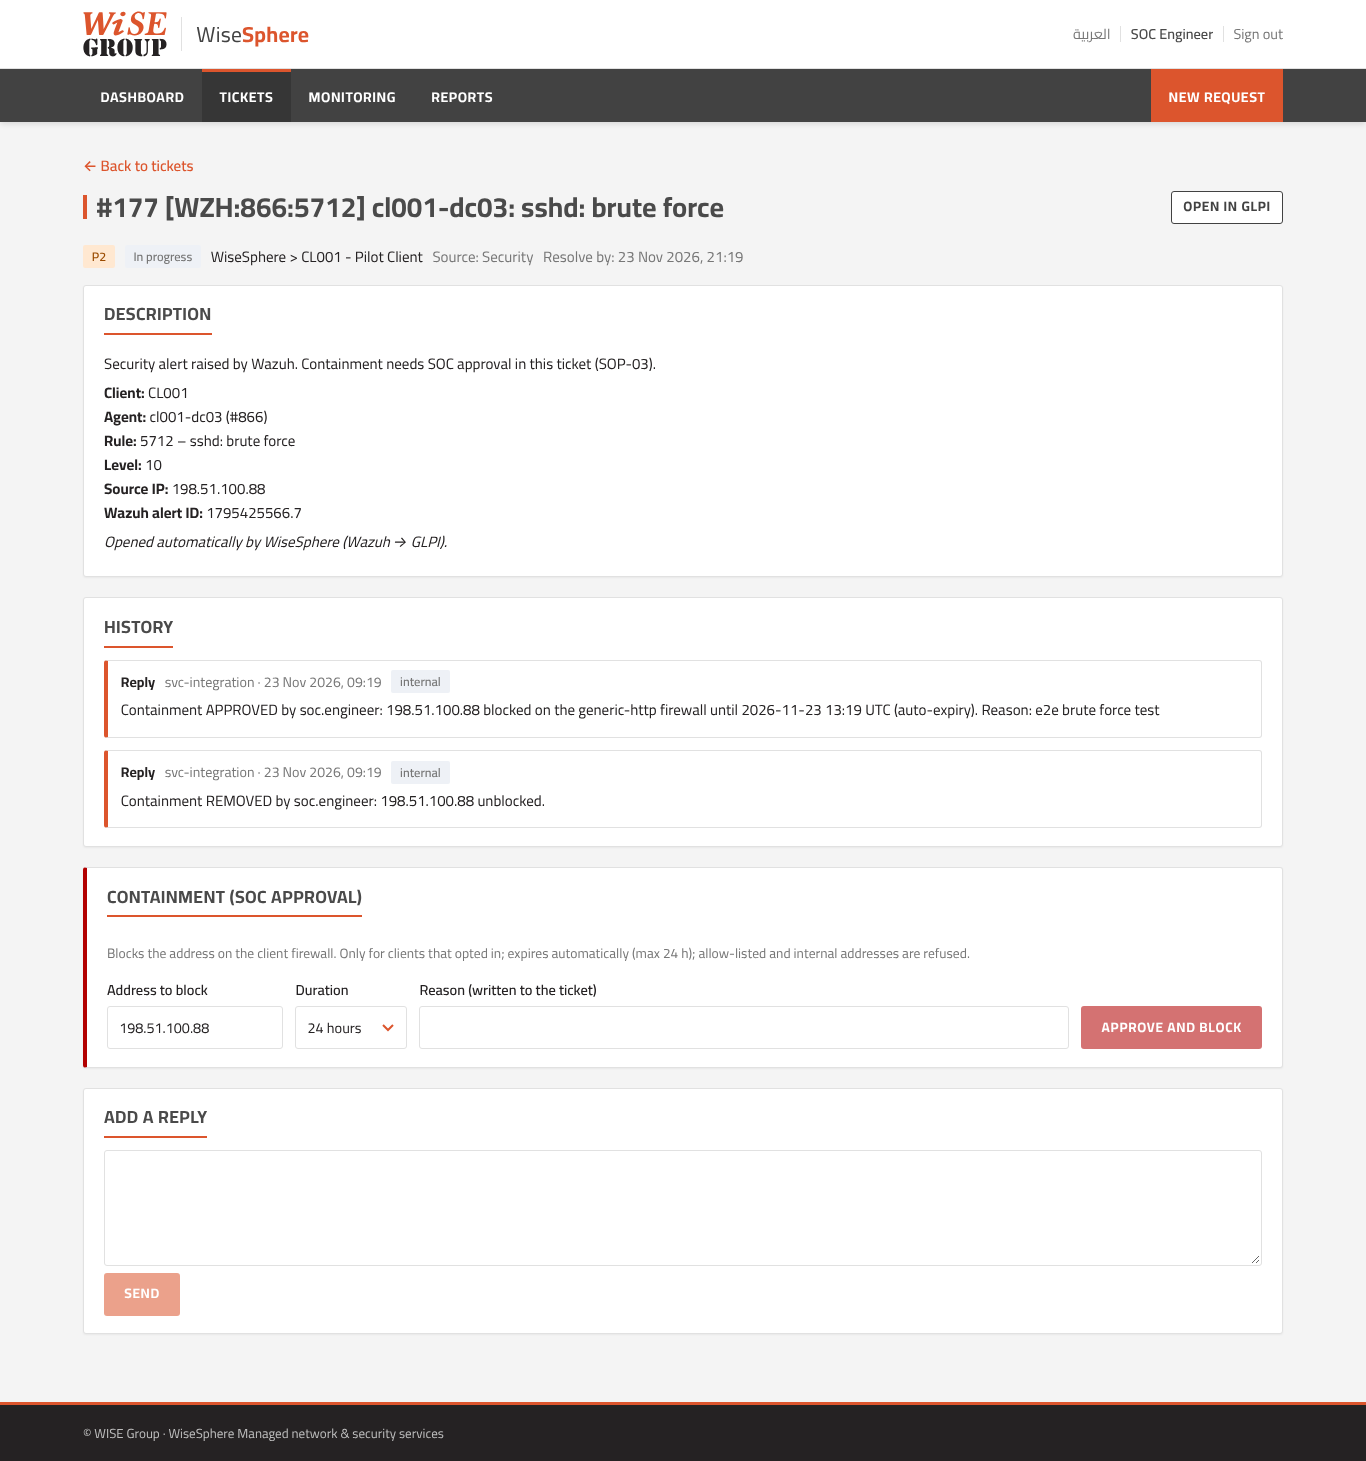 WiSE
GROUP
WiseSphere
العربية
SOC Engineer
Sign out
DASHBOARD
TICKETS
MONITORING
REPORTS
NEW REQUEST
← Back to tickets
#177 [WZH:866:5712] cl001-dc03: sshd: brute force
OPEN IN GLPI
P2
In progress
WiseSphere > CL001 - Pilot Client
Source: Security
Resolve by: 23 Nov 2026, 21:19
DESCRIPTION
Security alert raised by Wazuh. Containment needs SOC approval in this ticket (SOP-03).
Client: CL001
Agent: cl001-dc03 (#866)
Rule: 5712 – sshd: brute force
Level: 10
Source IP: 198.51.100.88
Wazuh alert ID: 1795425566.7
Opened automatically by WiseSphere (Wazuh → GLPI).
HISTORY
Reply svc-integration · 23 Nov 2026, 09:19 internal
Containment APPROVED by soc.engineer: 198.51.100.88 blocked on the generic-http firewall until 2026-11-23 13:19 UTC (auto-expiry). Reason: e2e brute force test
Reply svc-integration · 23 Nov 2026, 09:19 internal
Containment REMOVED by soc.engineer: 198.51.100.88 unblocked.
CONTAINMENT (SOC APPROVAL)
Blocks the address on the client firewall. Only for clients that opted in; expires automatically (max 24 h); allow-listed and internal addresses are refused.
Address to block
Duration
Reason (written to the ticket)
198.51.100.88
24 hours
APPROVE AND BLOCK
ADD A REPLY
SEND
© WISE Group · WiseSphere Managed network & security services